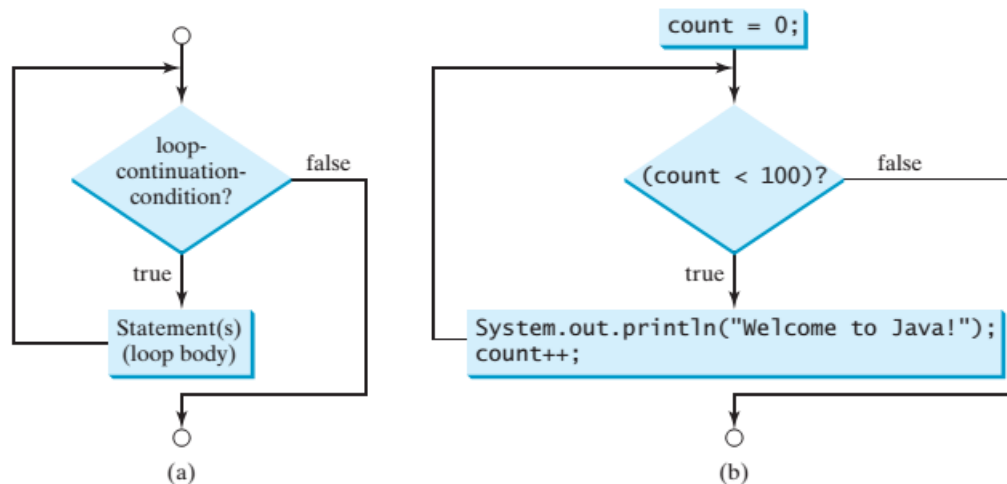 loop-
continuation-
condition?
false
true
Statement(s)
(loop body)
(a)
count = 0;
(count < 100)?
false
true
System.out.println("Welcome to Java!");
count++;
(b)